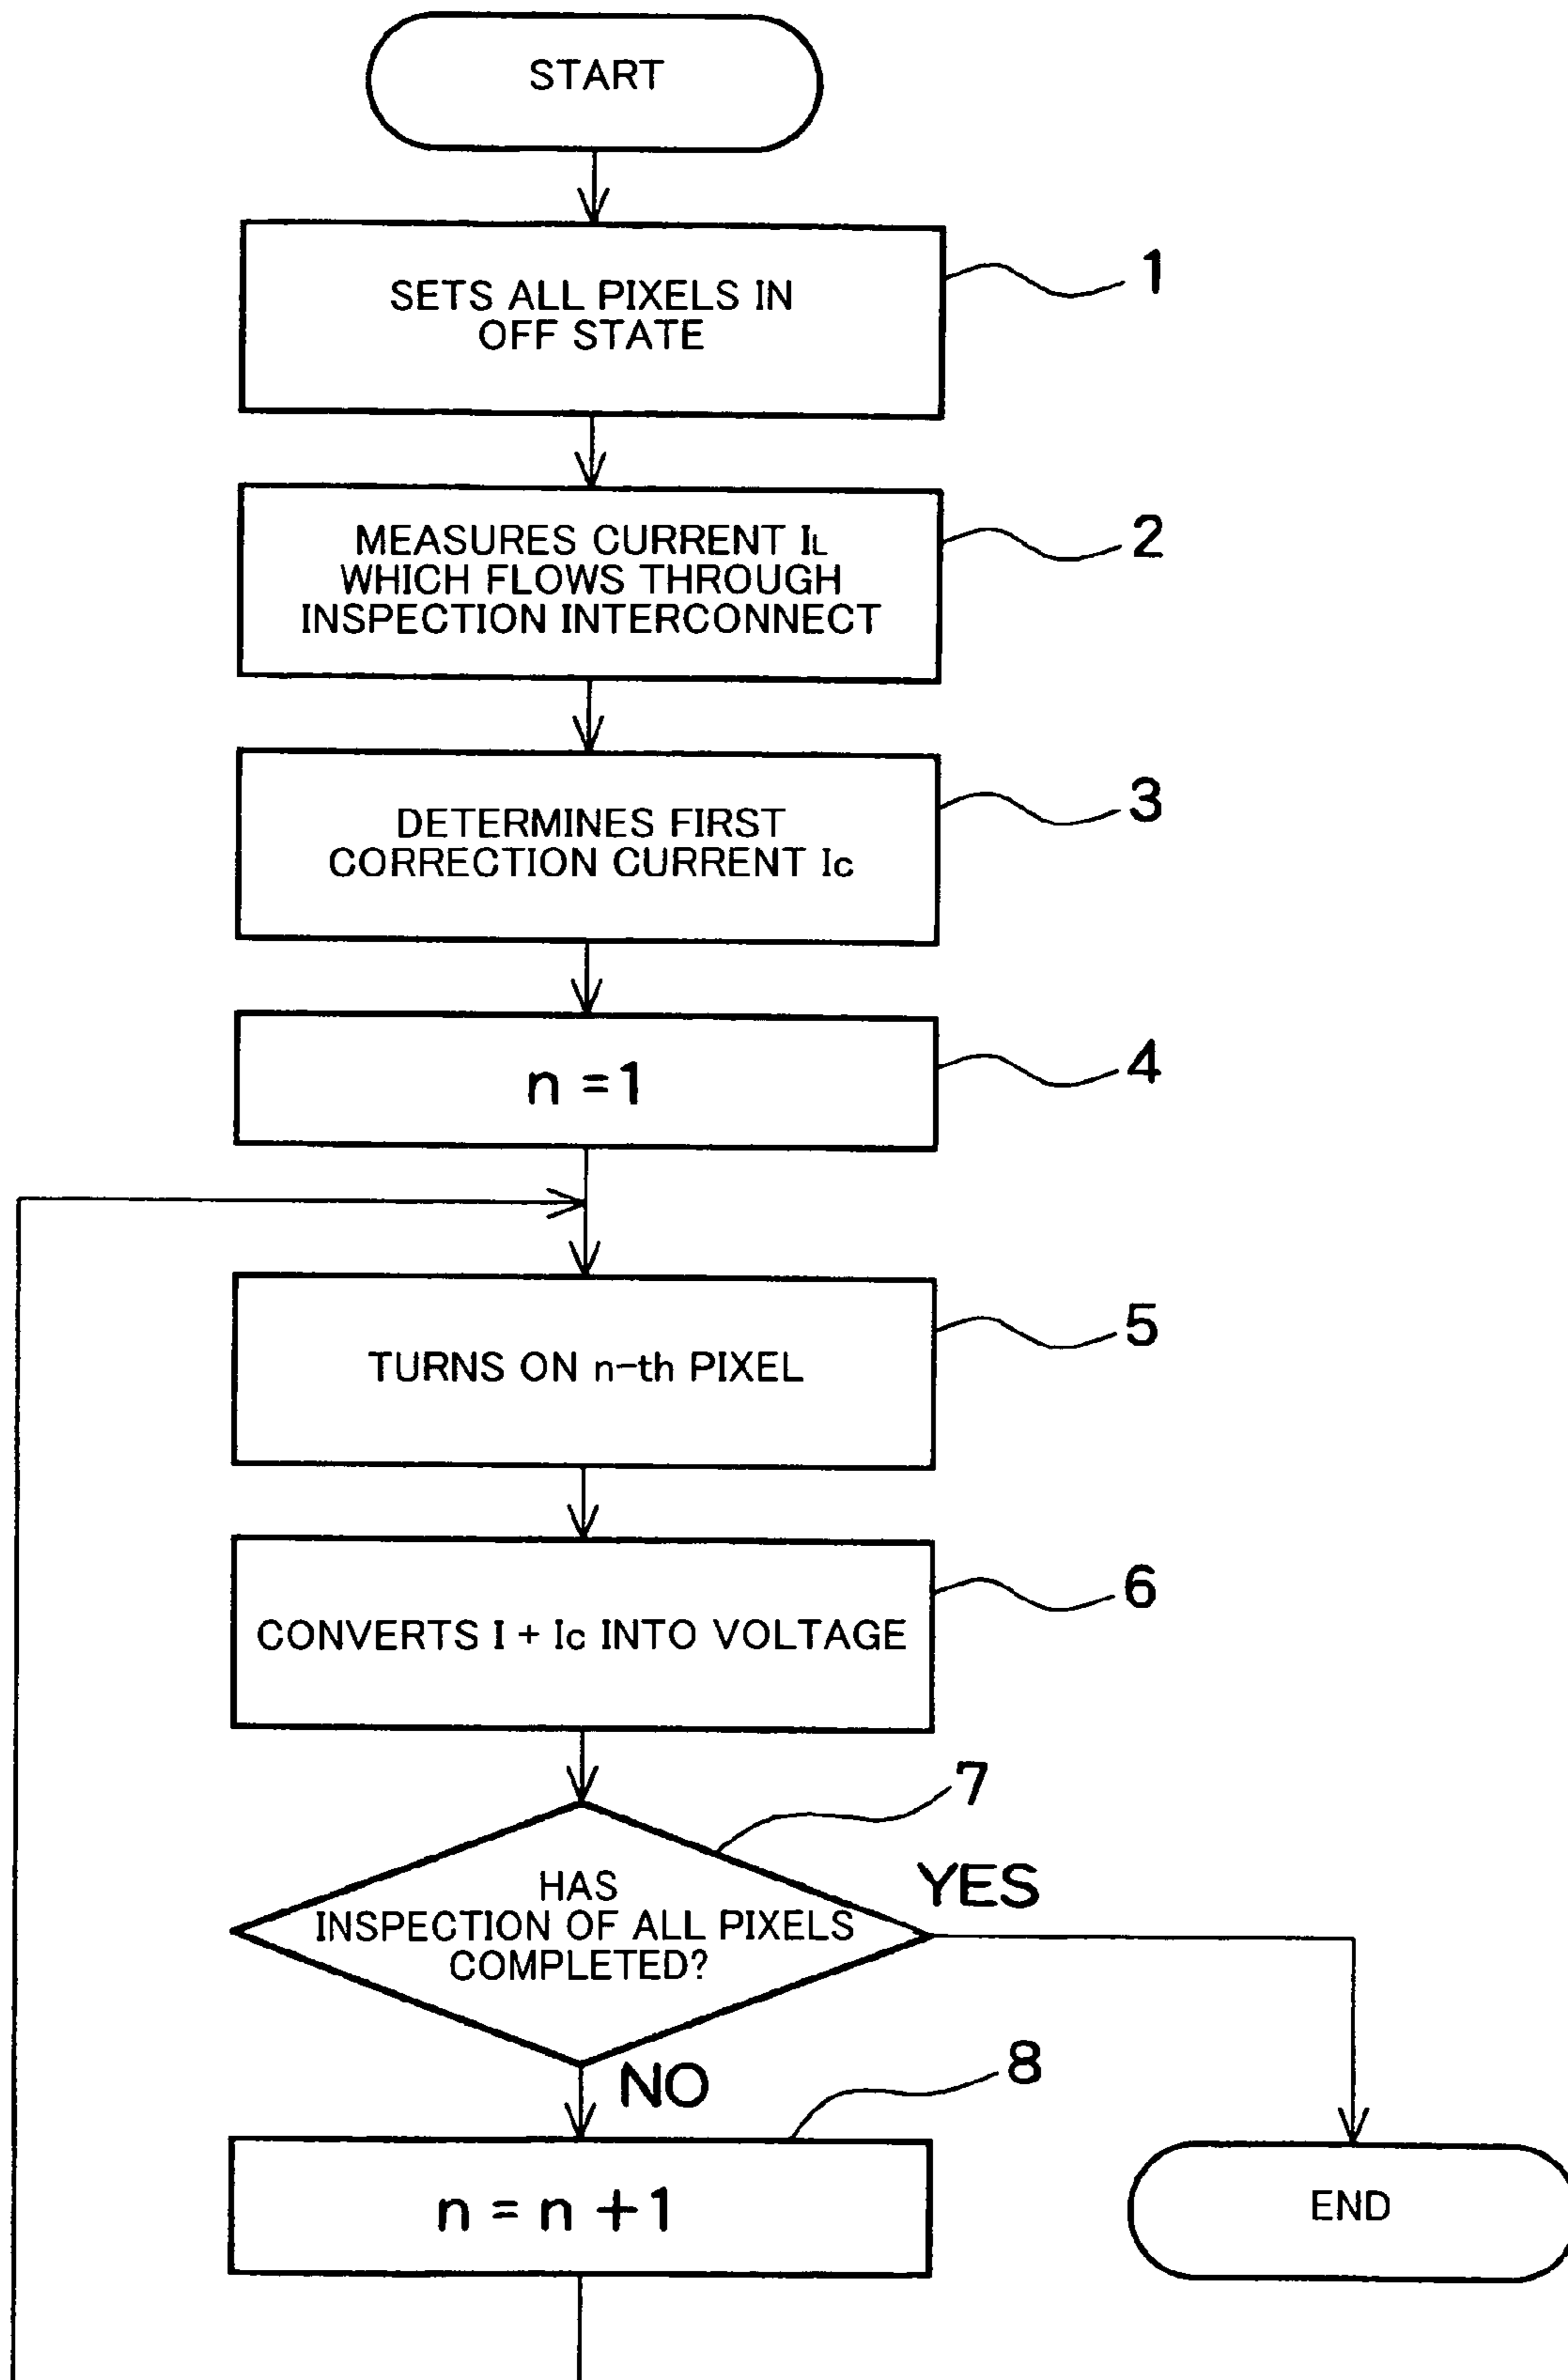 START
SETS ALL PIXELS IN
OFF STATE
1
MEASURES CURRENT IL
WHICH FLOWS THROUGH
INSPECTION INTERCONNECT
2
DETERMINES FIRST
CORRECTION CURRENT Ic
3
n = 1
4
TURNS ON n-th PIXEL
5
CONVERTS I + Ic INTO VOLTAGE
6
7
HAS
INSPECTION OF ALL PIXELS
COMPLETED?
YES
NO
8
n = n + 1
END